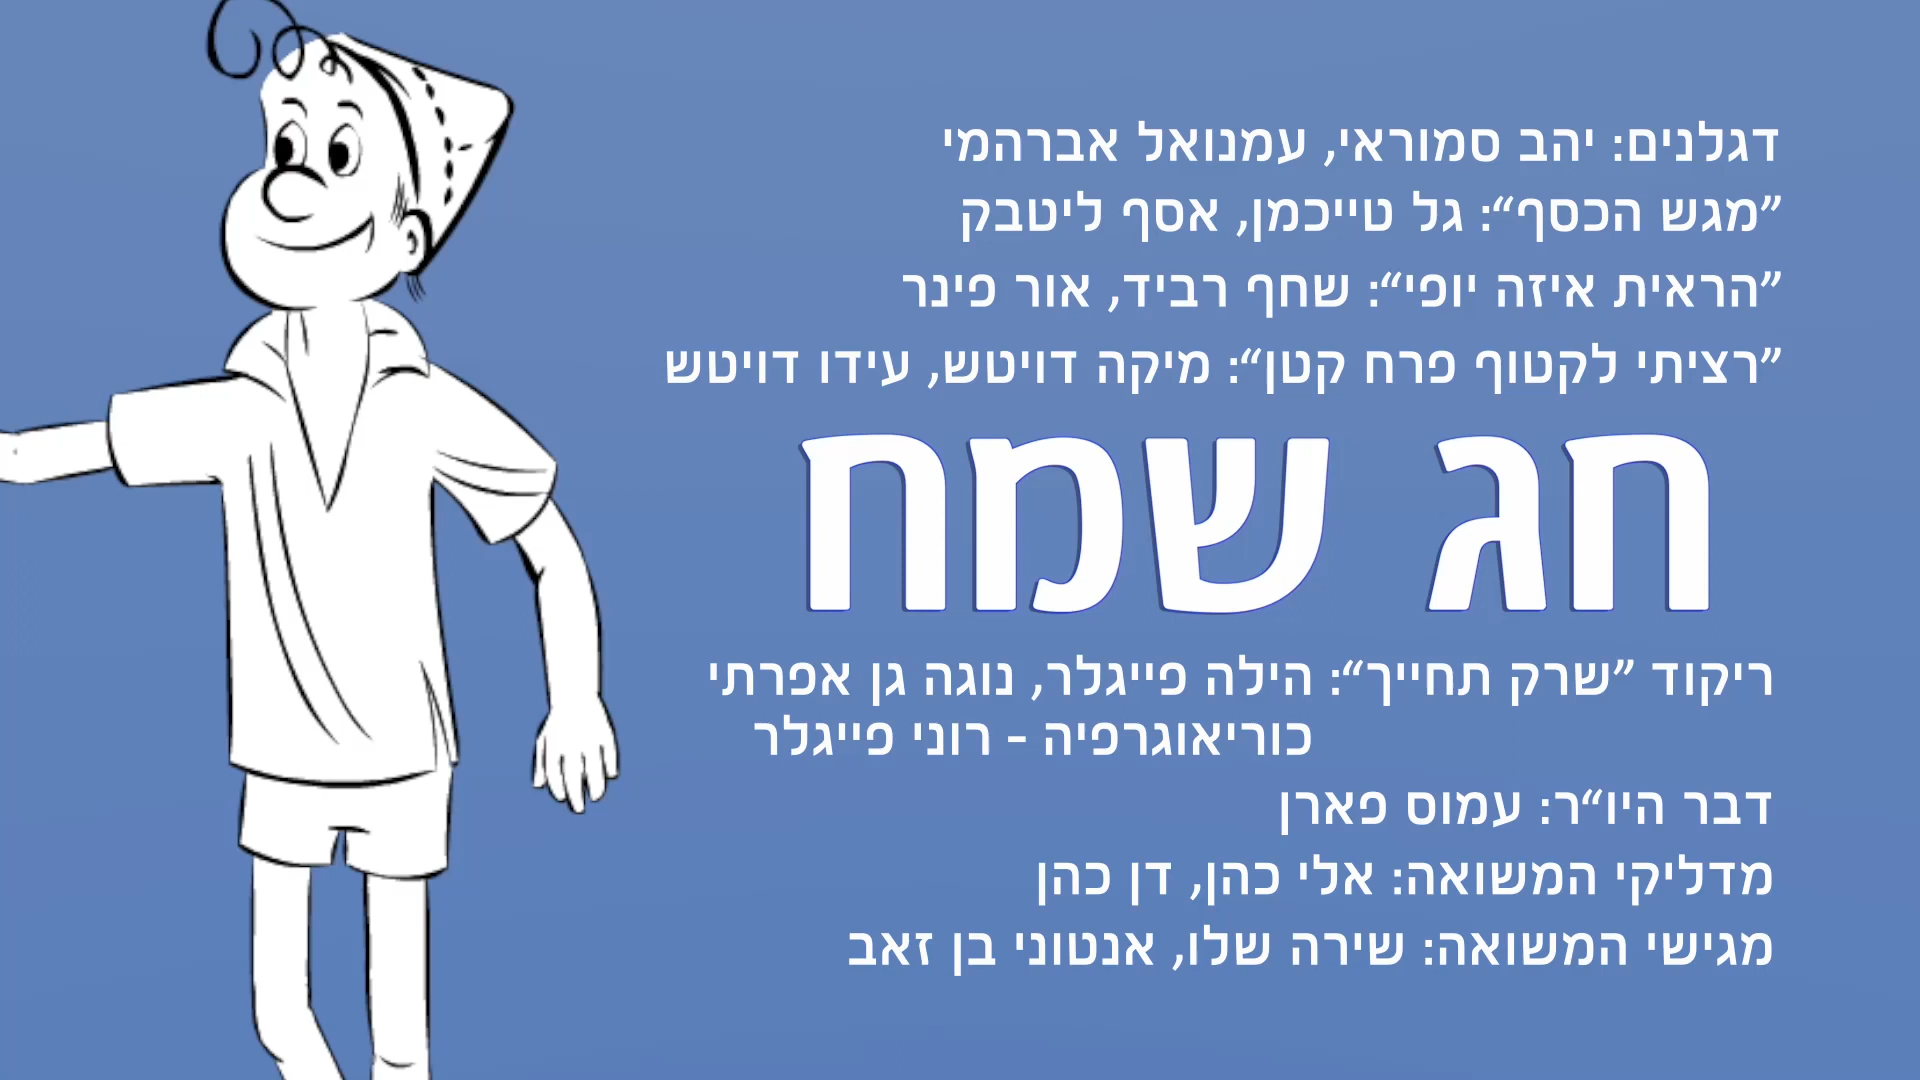 דגלנים: יהב סמוראי, עמנואל אברהמי
”מגש הכסף“: גל טייכמן, אסף ליטבק
”הראית איזה יופי“: שחף רביד, אור פינר
”רציתי לקטוף פרח קטן“: מיקה דויטש, עידו דויטש
חג שמח
ריקוד ”שרק תחייך“: הילה פייגלר, נוגה גן אפרתי
כוריאוגרפיה - רוני פייגלר
דבר היו“ר: עמוס פארן
מדליקי המשואה: אלי כהן, דן כהן
מגישי המשואה: שירה שלו, אנטוני בן זאב